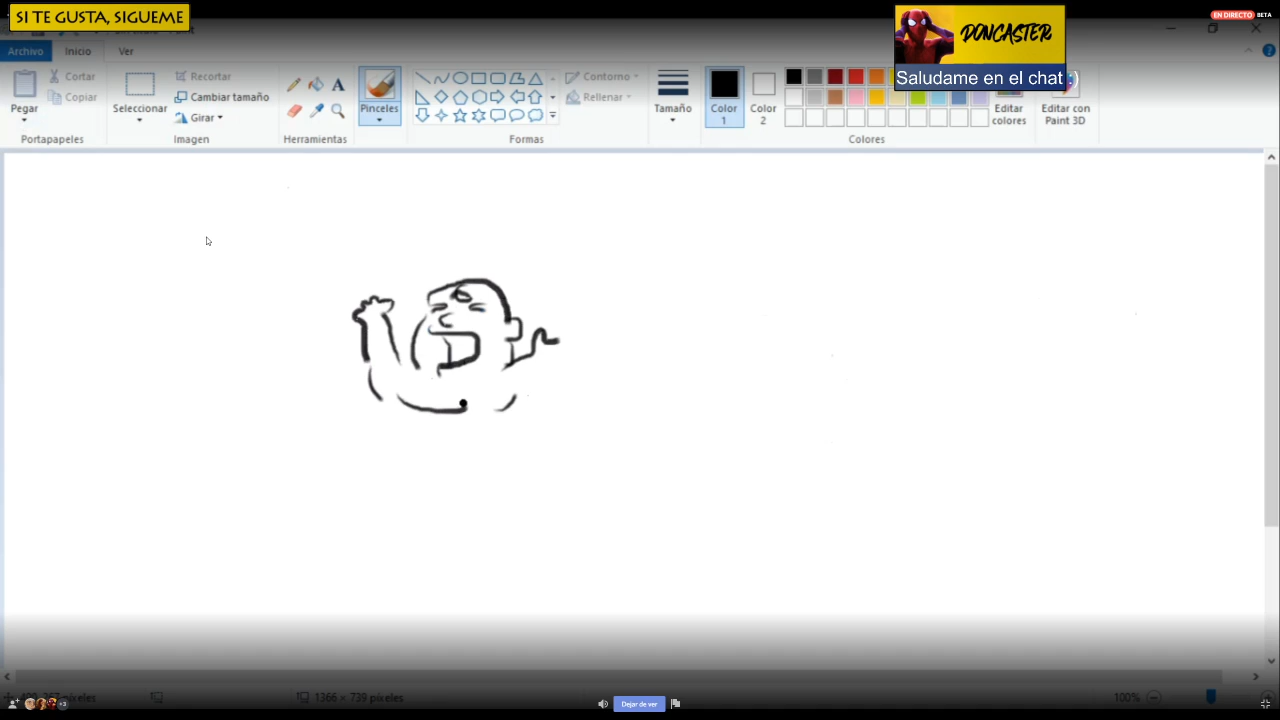 SI TE GUSTA, SIGUEME
DONCASTER
Saludame en el chat :)
EN DIRECTO BETA
Archivo Inicio Ver
Pegar
Cortar
Copiar
Portapapeles
Seleccionar
Recortar
Cambiar tamaño
Girar
Imagen
A
Herramientas
Pinceles
Contorno
Rellenar
Formas
Tamaño
Color 1
Color 2
Editar colores
Colores
Editar con Paint 3D
1366 × 739 píxeles
100%
+3
Dejar de ver